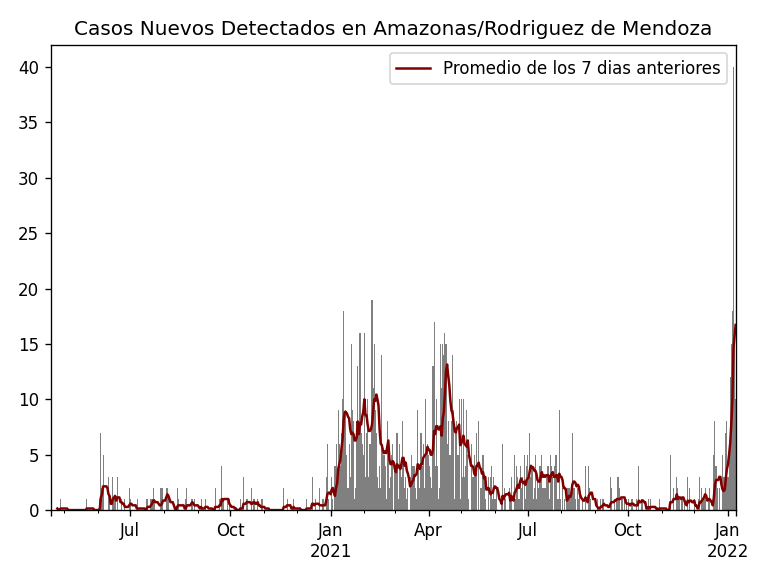 Casos Nuevos Detectados en Amazonas/Rodriguez de Mendoza
Promedio de los 7 dias anteriores
40
35
30
25
20
15
10
5
0
Jul
Oct
Jan
2021
Apr
Jul
Oct
Jan
2022